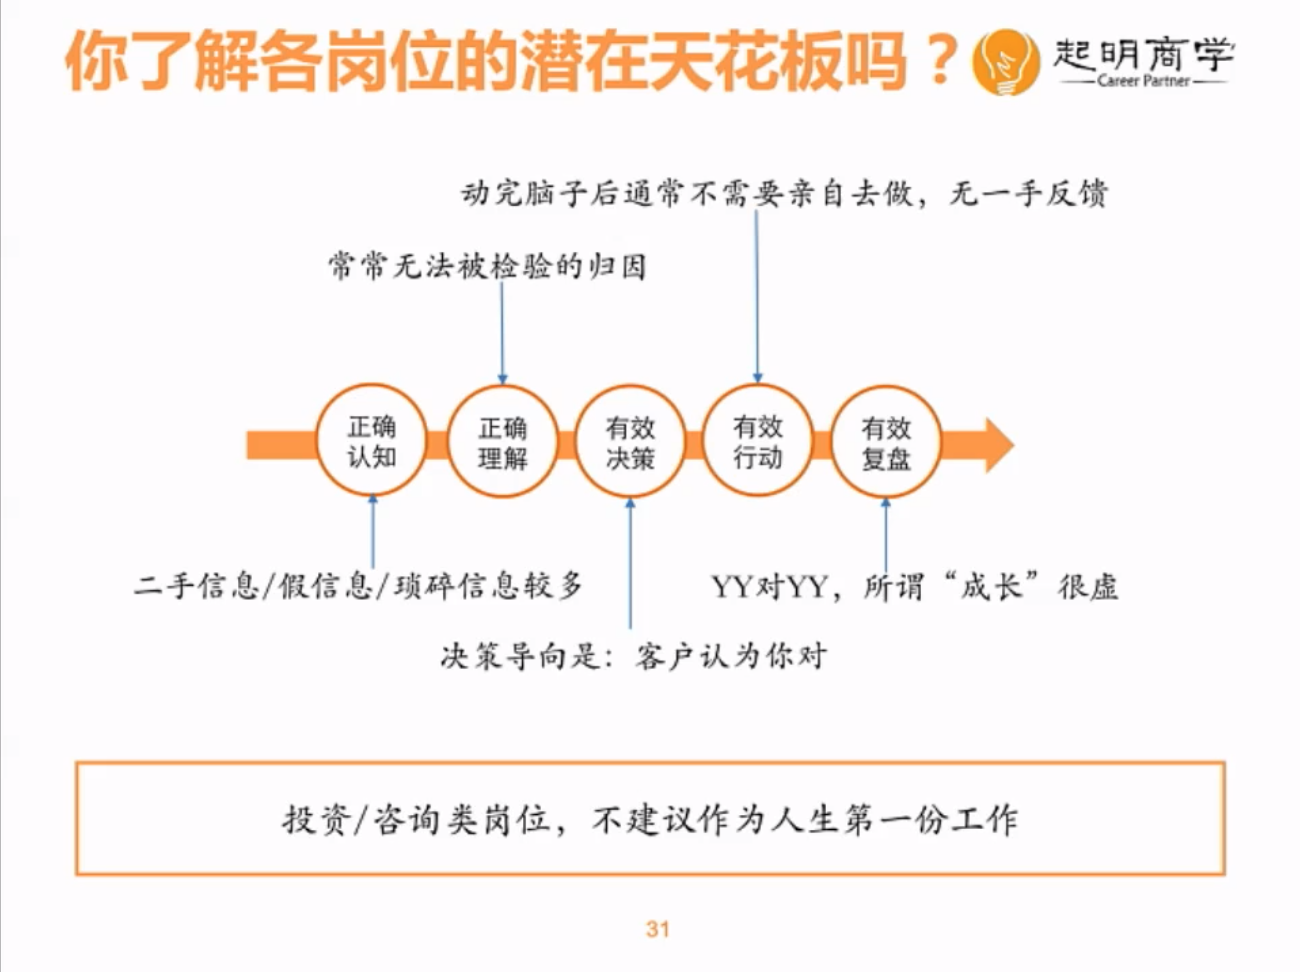 你了解各岗位的潜在天花板吗？
起明商学
Career Partner
动完脑子后通常不需要亲自去做，无一手反馈
常常无法被检验的归因
正确
认知
正确
理解
有效
决策
有效
行动
有效
复盘
二手信息/假信息/琐碎信息较多
YY对YY，所谓“成长”很虚
决策导向是：客户认为你对
投资/咨询类岗位，不建议作为人生第一份工作
31